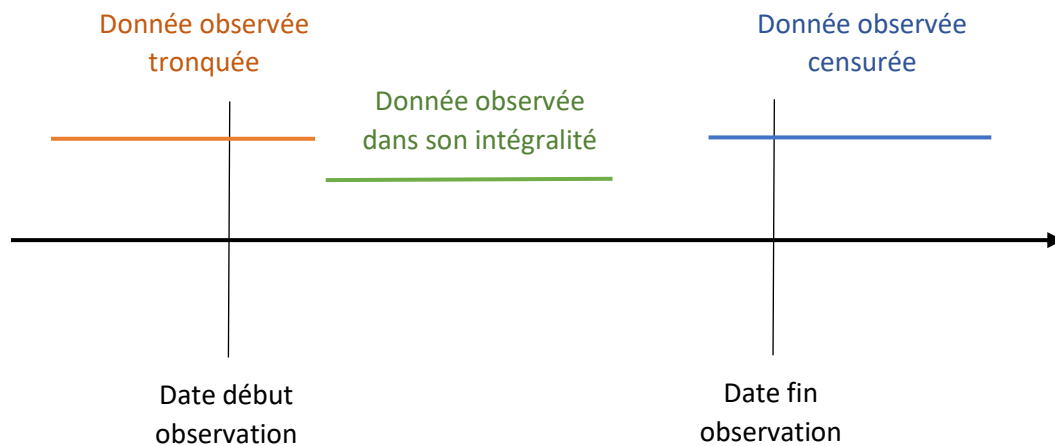 Donnée observée
tronquée
Donnée observée
dans son intégralité
Donnée observée
censurée
Date début
observation
Date fin
observation